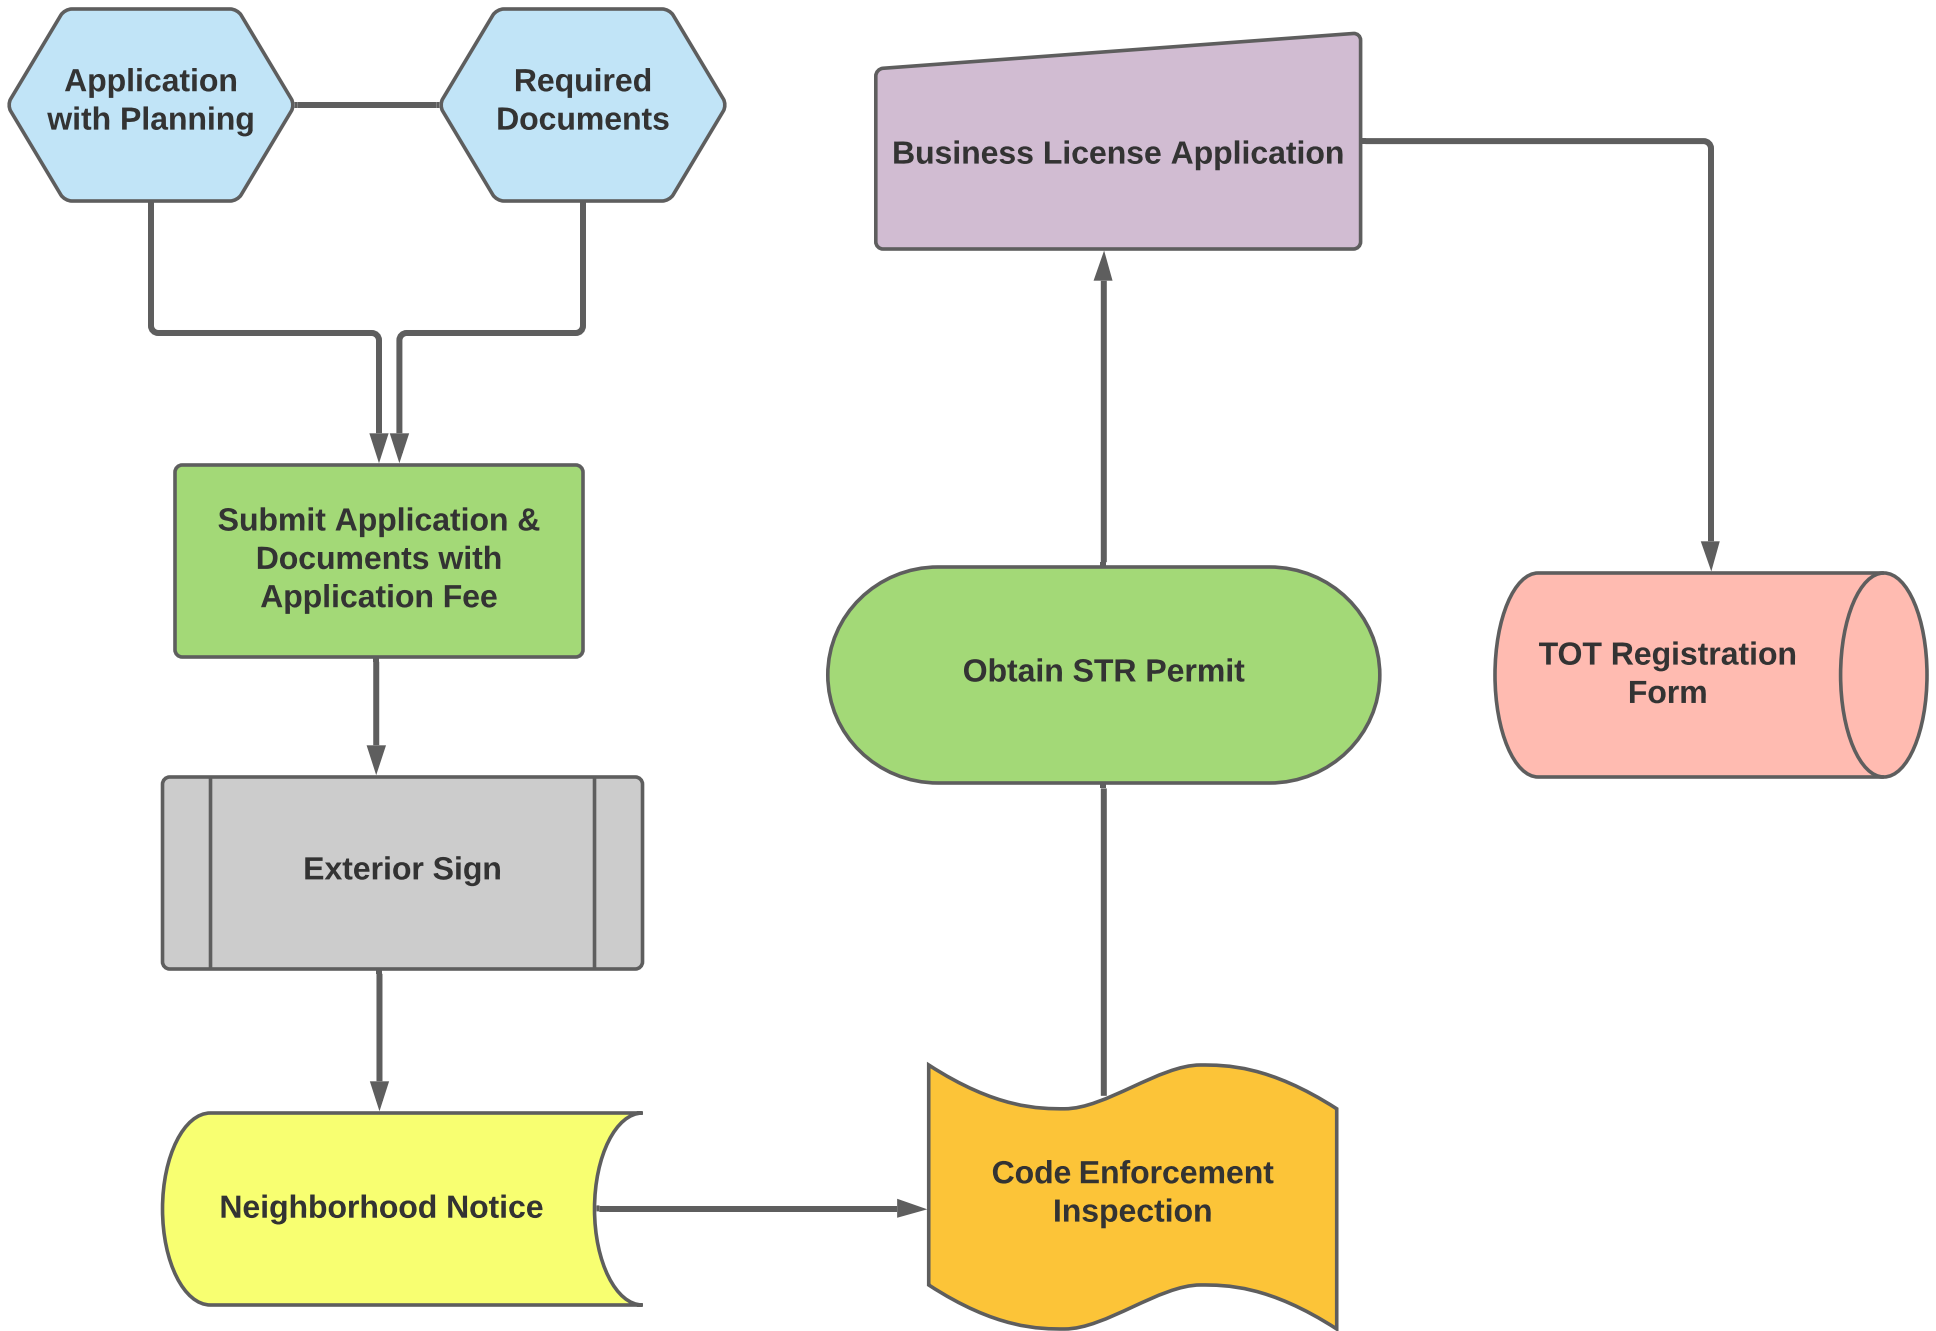 Application
with Planning
Required
Documents
Submit Application &
Documents with
Application Fee
Exterior Sign
Neighborhood Notice
Code Enforcement
Inspection
Obtain STR Permit
Business License Application
TOT Registration
Form